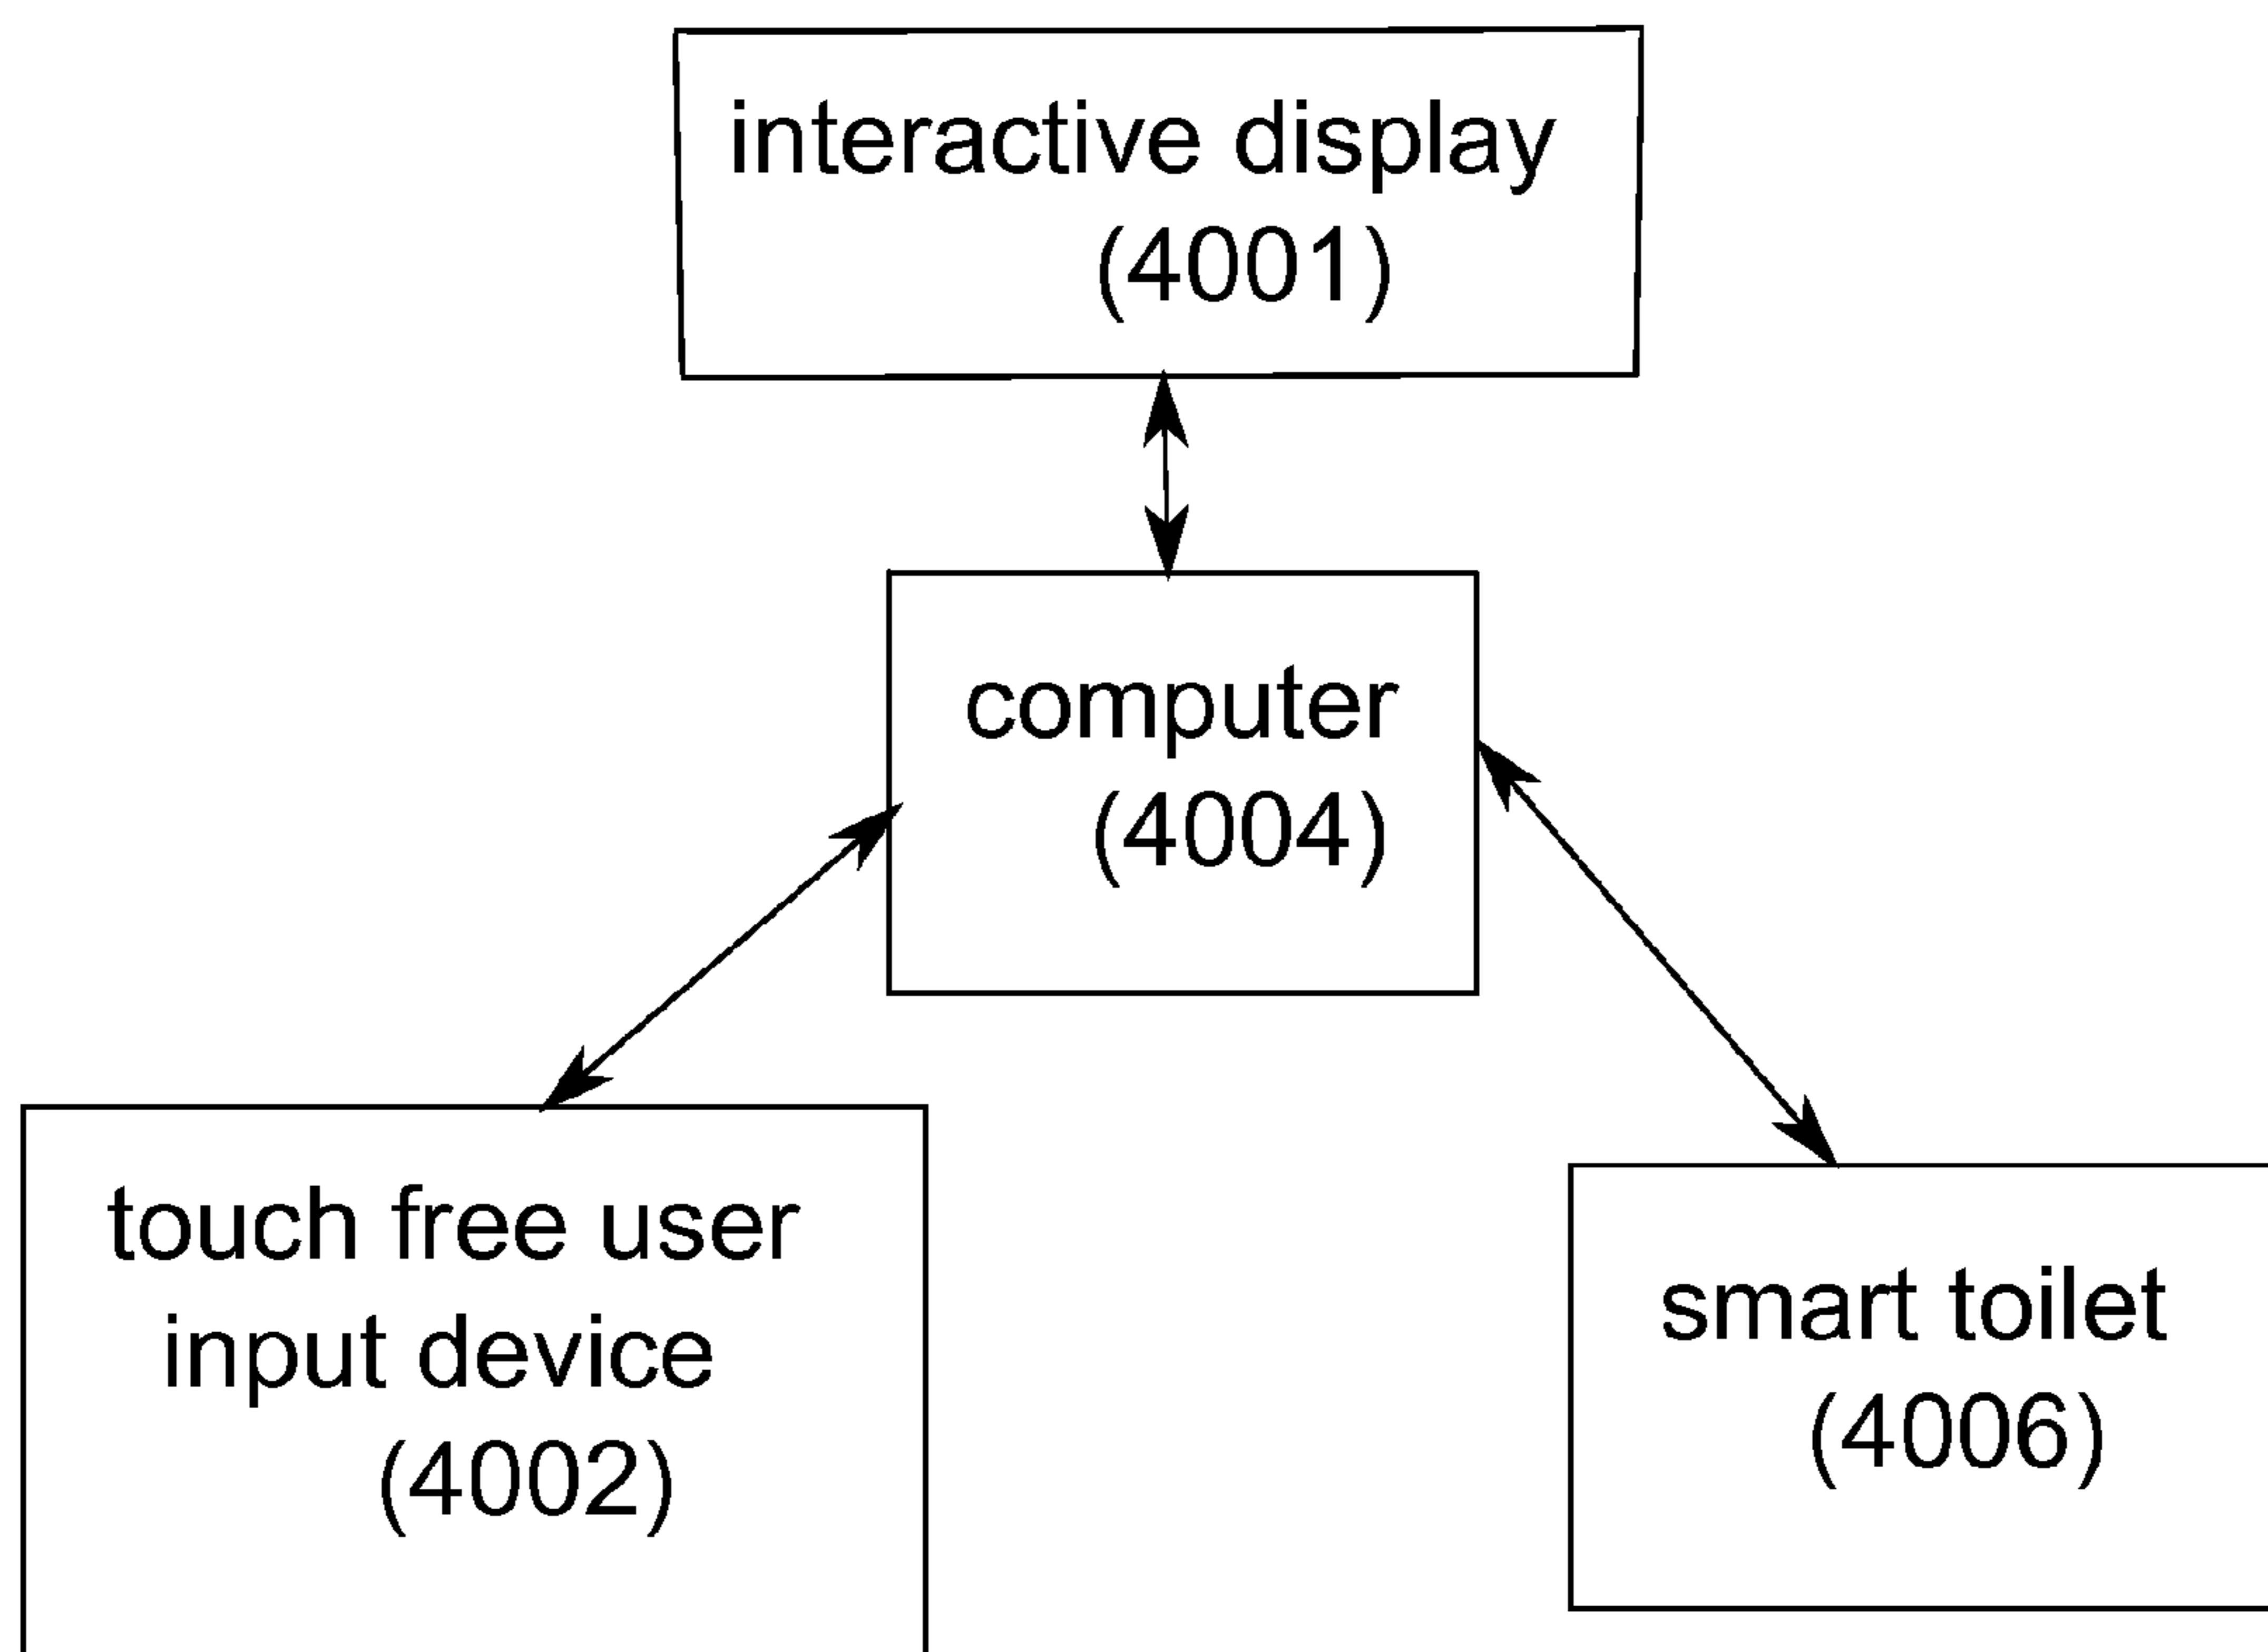 interactive display
(4001)
computer
(4004)
touch free user
input device
(4002)
smart toilet
(4006)